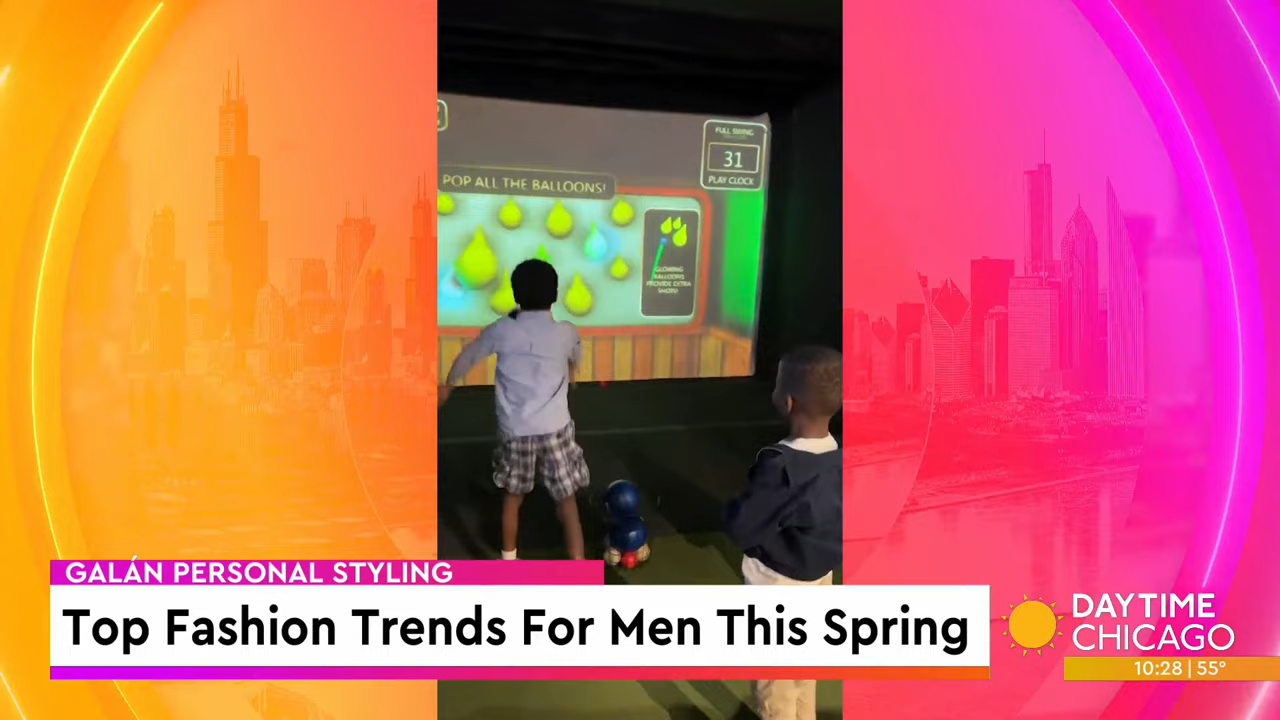 FULL SWING
31
PLAY CLOCK
POP ALL THE BALLOONS!
GLOWING
BALLOONS
PROVIDE EXTRA
SHOTS!
GALÁN PERSONAL STYLING
Top Fashion Trends For Men This Spring
DAYTIME
CHICAGO
10:28 | 55°